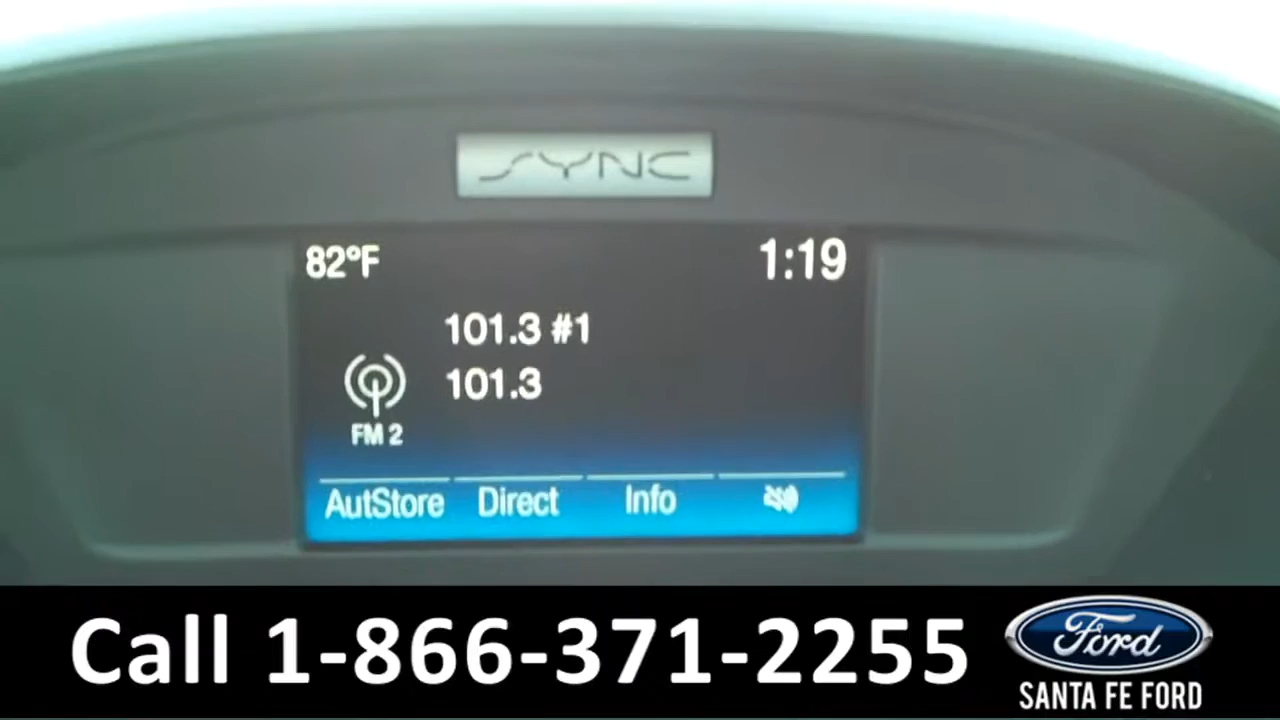 SYNC
82°F 1:19
101.3 #1
101.3
FM 2
AutStore Direct Info
Call 1-866-371-2255
Ford
SANTA FE FORD